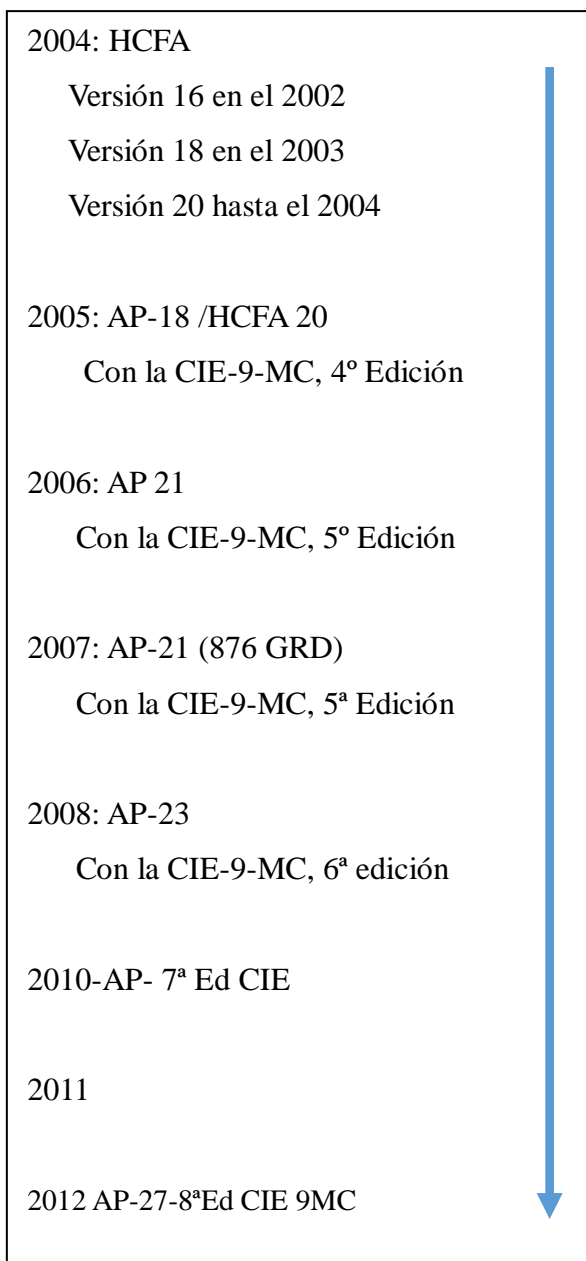 2004: HCFA
Versión 16 en el 2002
Versión 18 en el 2003
Versión 20 hasta el 2004
2005: AP-18 /HCFA 20
Con la CIE-9-MC, 4º Edición
2006: AP 21
Con la CIE-9-MC, 5º Edición
2007: AP-21 (876 GRD)
Con la CIE-9-MC, 5ª Edición
2008: AP-23
Con la CIE-9-MC, 6ª edición
2010-AP- 7ª Ed CIE
2011
2012 AP-27-8ªEd CIE 9MC